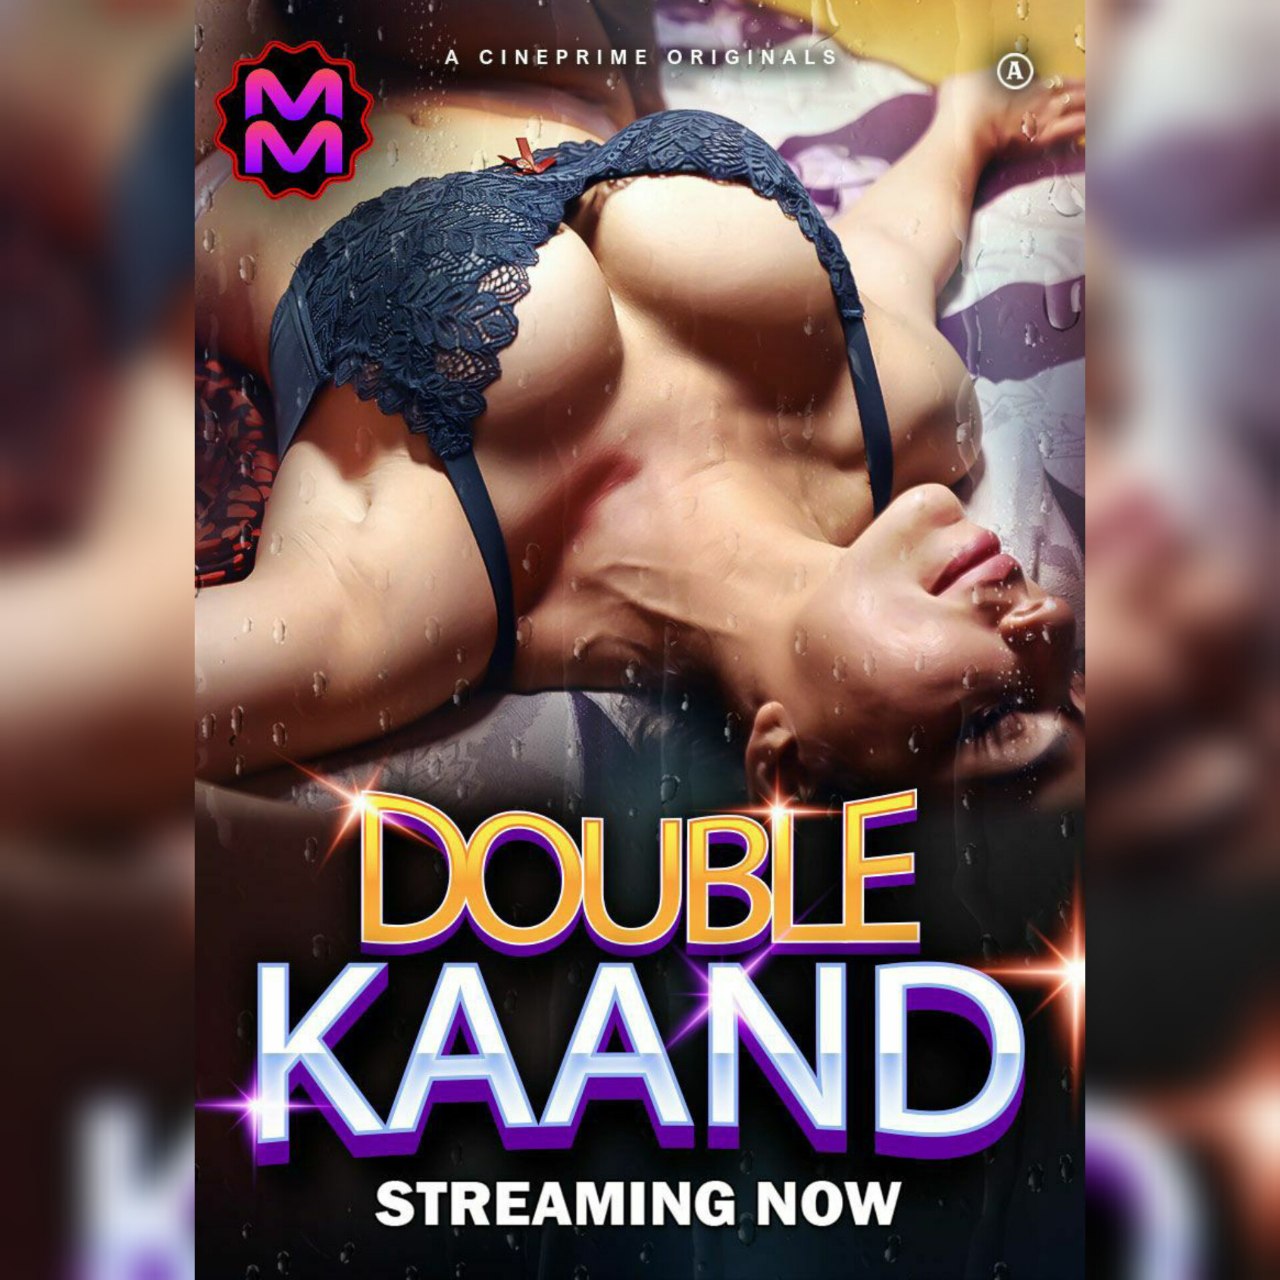 A CINEPRIME ORIGINALS
A
M
M
DOUBLE
KAAND
STREAMING NOW